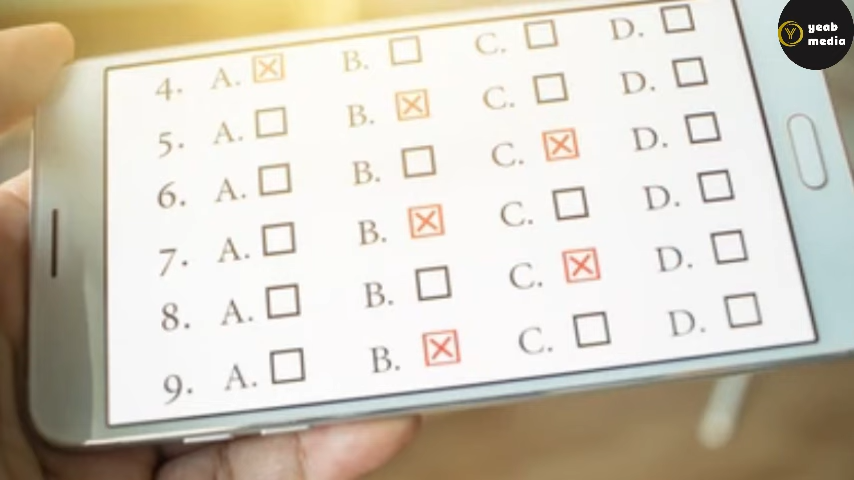 yeab
media
4. A. ☒ B. ☐ C. ☐ D. ☐
5. A. ☐ B. ☒ C. ☐ D. ☐
6. A. ☐ B. ☐ C. ☒ D. ☐
7. A. ☐ B. ☒ C. ☐ D. ☐
8. A. ☐ B. ☐ C. ☒ D. ☐
9. A. ☐ B. ☒ C. ☐ D. ☐